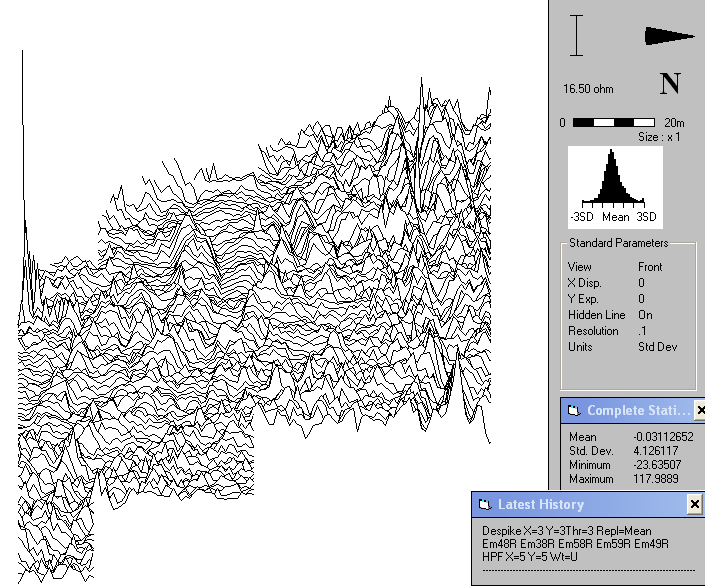 16.50 ohm
N
0 20m
Size : x 1
-3SD Mean 3SD
Standard Parameters
View Front
X Disp. 0
Y Exp. 0
Hidden Line On
Resolution .1
Units Std Dev
Complete Stati...
Mean -0.03112652
Std. Dev. 4.126117
Minimum -23.63507
Maximum 117.9889
Latest History
Despike X=3 Y=3Thr=3 Repl=Mean
Em48R Em38R Em58R Em59R Em49R
HPF X=5 Y=5 Wt=U